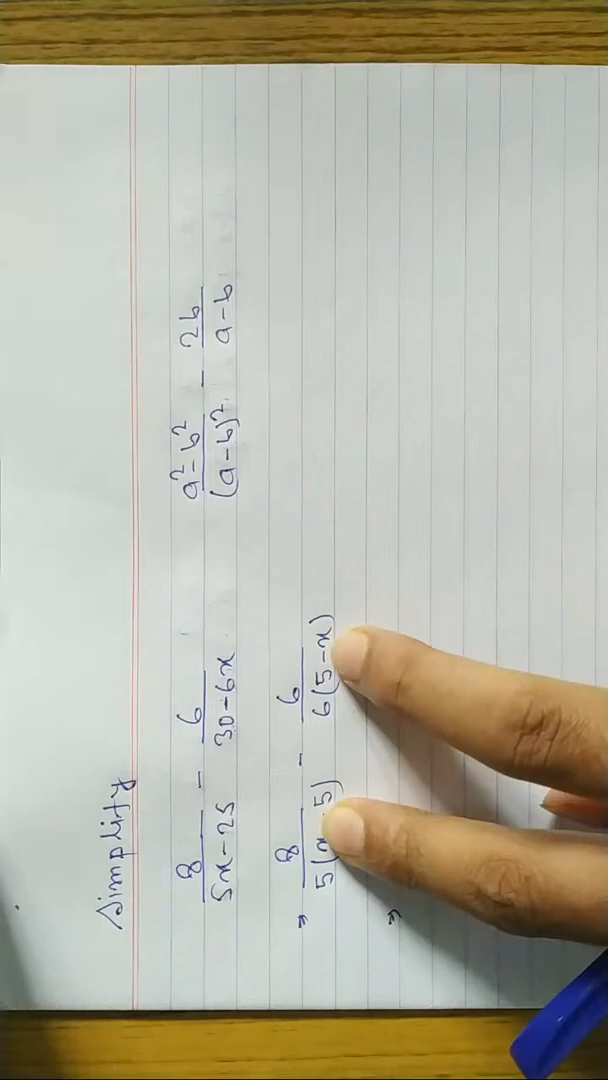 Simplify
8/(5x-25) - 6/(30-6x)    (a²-b²)/(a-b)² - 2b/(a-b)
⇒ 8/5(x-5) - 6/6(5-x)
⇒